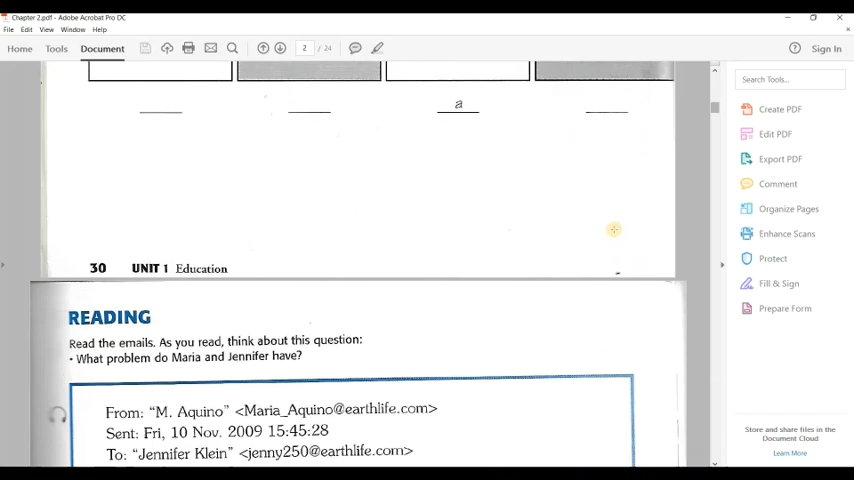 Chapter 2.pdf - Adobe Acrobat Pro DC
File Edit View Window Help
Home Tools Document 2 / 24 Sign In
Search Tools...
Create PDF
Edit PDF
Export PDF
Comment
Organize Pages
Enhance Scans
Protect
Fill & Sign
Prepare Form
Store and share files in the
Document Cloud
Learn More
a
30 UNIT 1 Education
READING
Read the emails. As you read, think about this question:
• What problem do Maria and Jennifer have?
From: “M. Aquino” <Maria_Aquino@earthlife.com>
Sent: Fri, 10 Nov. 2009 15:45:28
To: “Jennifer Klein” <jenny250@earthlife.com>